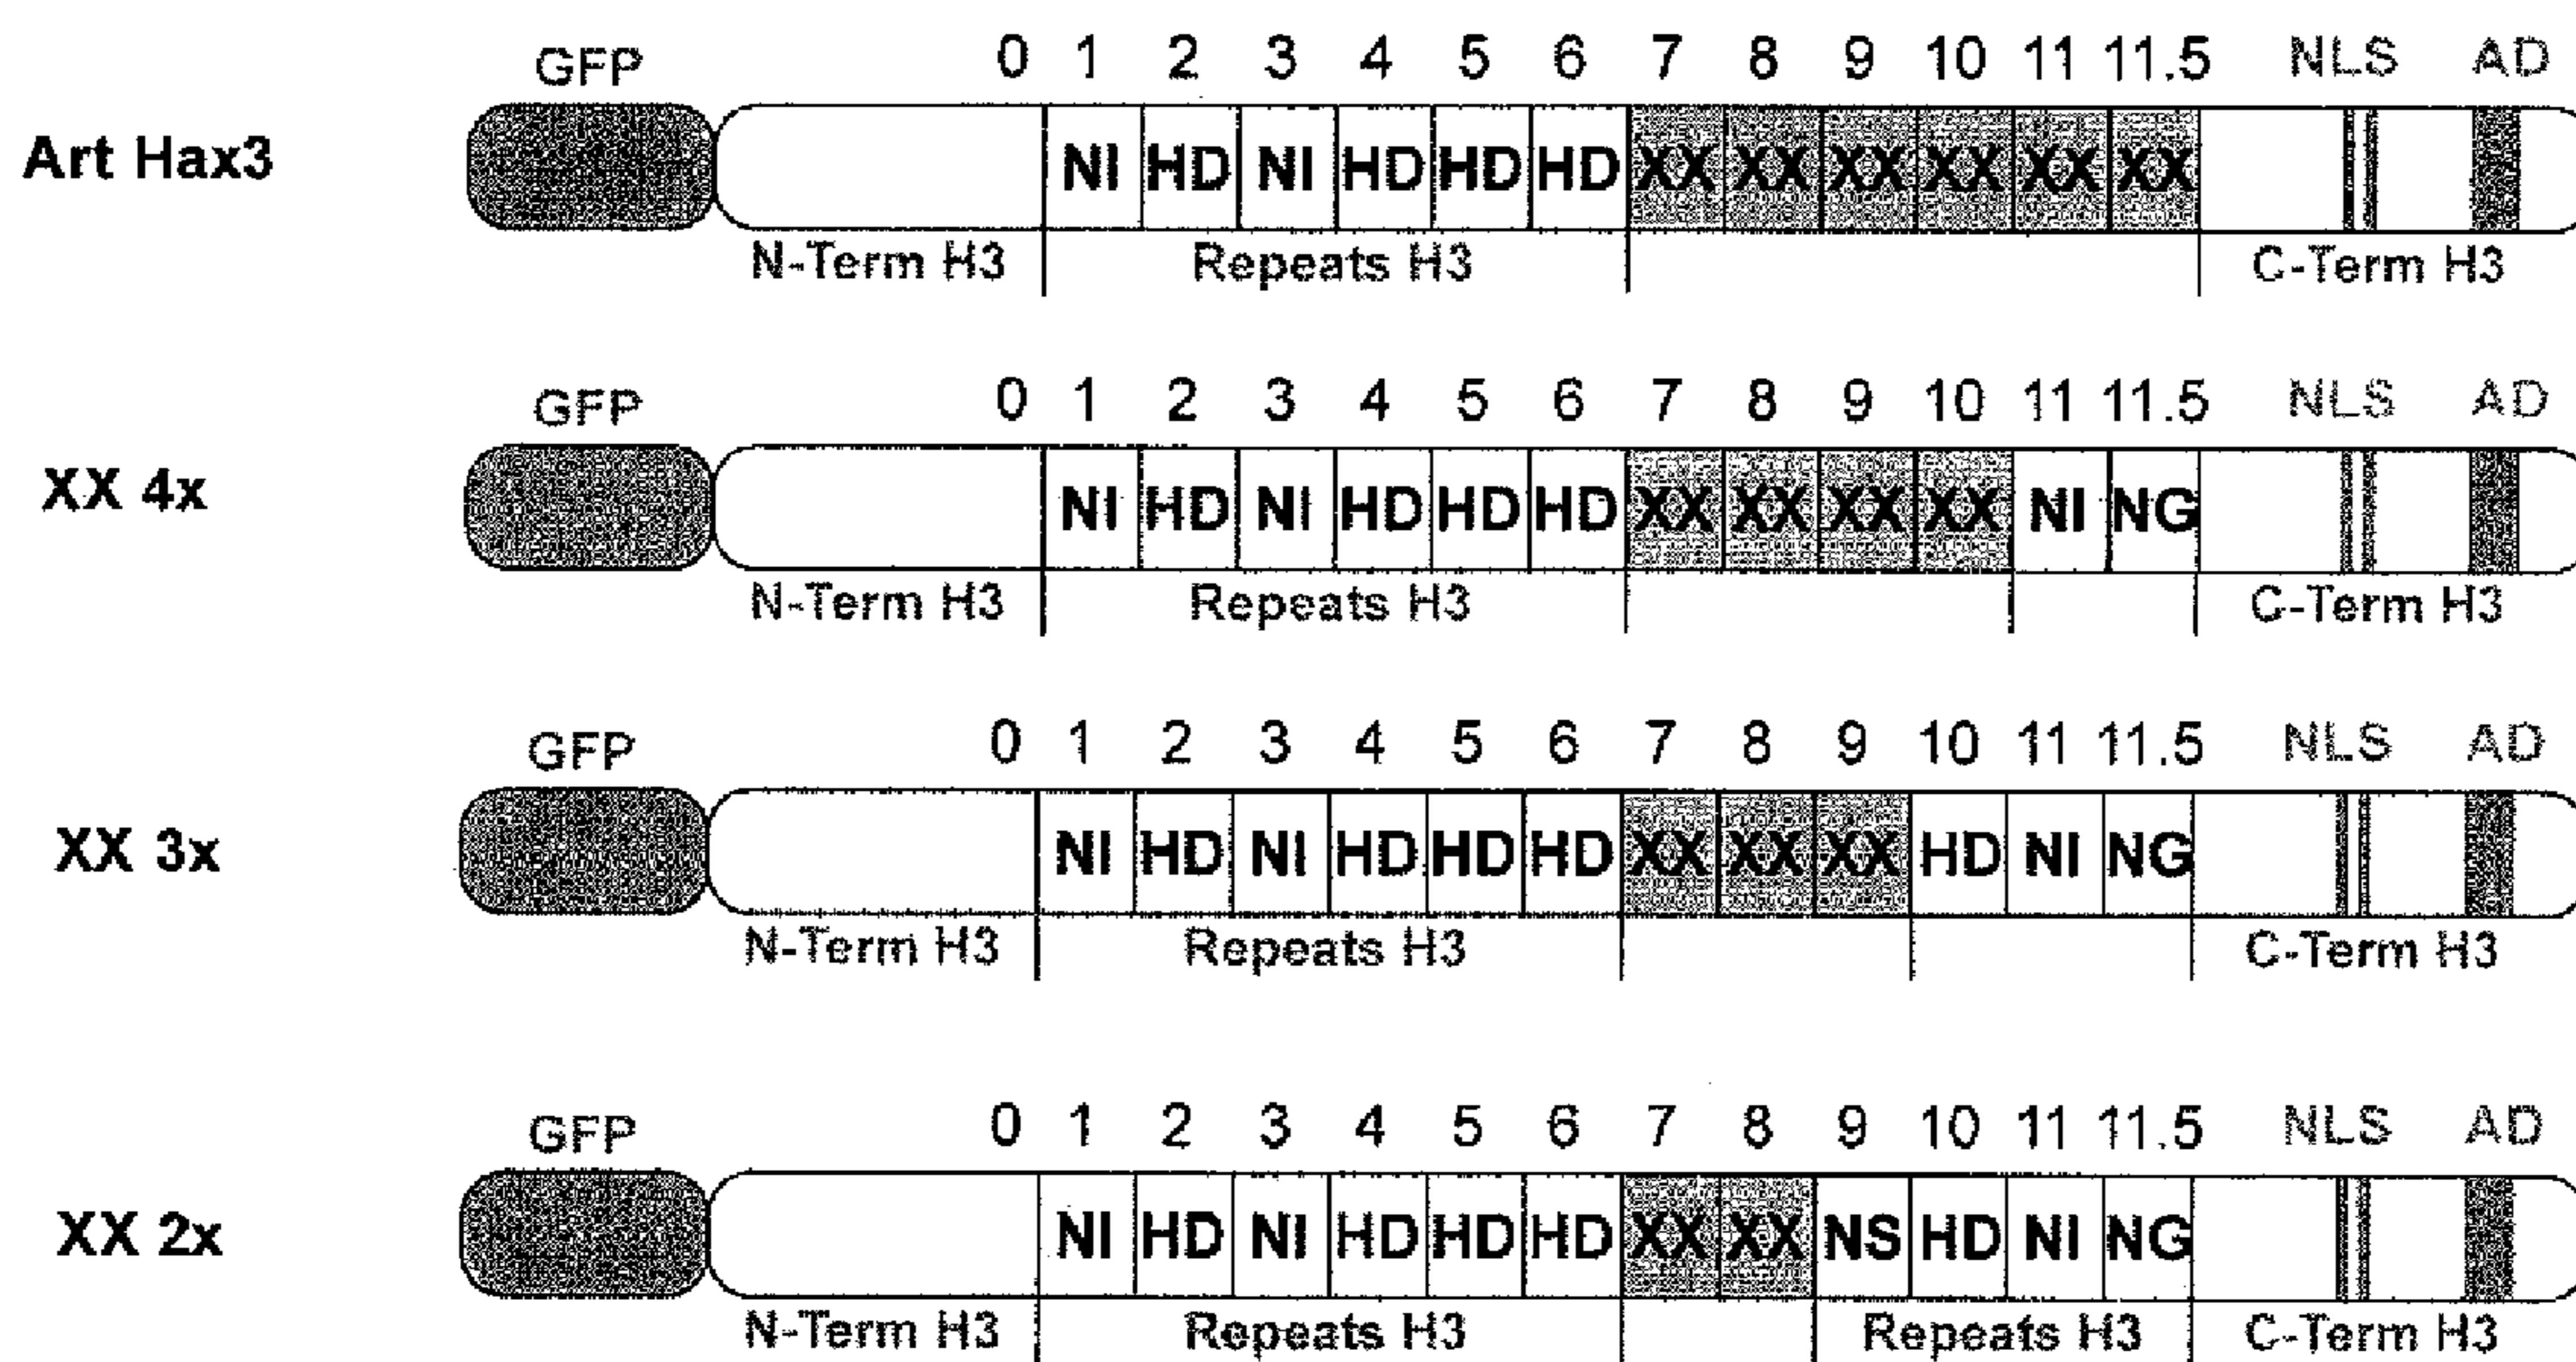 GFP 0 1 2 3 4 5 6 7 8 9 10 11 11.5 NLS AD
Art Hax3 NI HD NI HD HD HD XX XX XX XX XX XX
N-Term H3 Repeats H3 C-Term H3
GFP 0 1 2 3 4 5 6 7 8 9 10 11 11.5 NLS AD
XX 4x NI HD NI HD HD HD XX XX XX XX NI NG
N-Term H3 Repeats H3 C-Term H3
GFP 0 1 2 3 4 5 6 7 8 9 10 11 11.5 NLS AD
XX 3x NI HD NI HD HD HD XX XX XX HD NI NG
N-Term H3 Repeats H3 C-Term H3
GFP 0 1 2 3 4 5 6 7 8 9 10 11 11.5 NLS AD
XX 2x NI HD NI HD HD HD XX XX NS HD NI NG
N-Term H3 Repeats H3 Repeats H3 C-Term H3